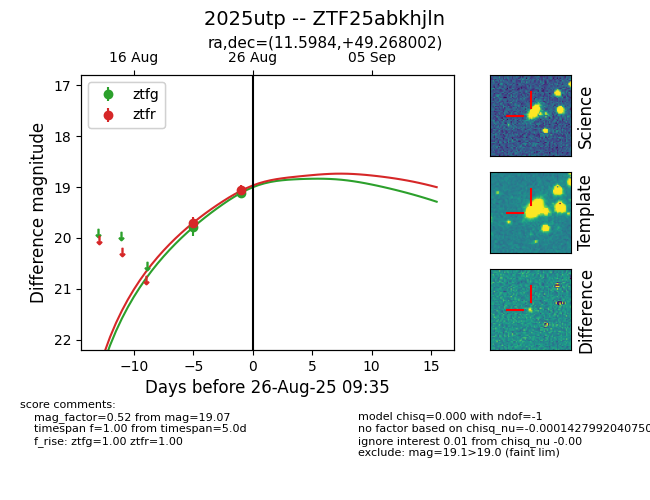 2025utp -- ZTF25abkhjln
ra,dec=(11.5984,+49.268002)
16 Aug 26 Aug 05 Sep
ztfg
ztfr
17
18
19
20
21
22
Difference magnitude
−10 −5 0 5 10 15
Days before 26-Aug-25 09:35
Science
Template
Difference
score comments:
mag_factor=0.52 from mag=19.07
timespan f=1.00 from timespan=5.0d
f_rise: ztfg=1.00 ztfr=1.00
model chisq=0.000 with ndof=-1
no factor based on chisq_nu=-0.000142799204075
ignore interest 0.01 from chisq_nu -0.00
exclude: mag=19.1>19.0 (faint lim)